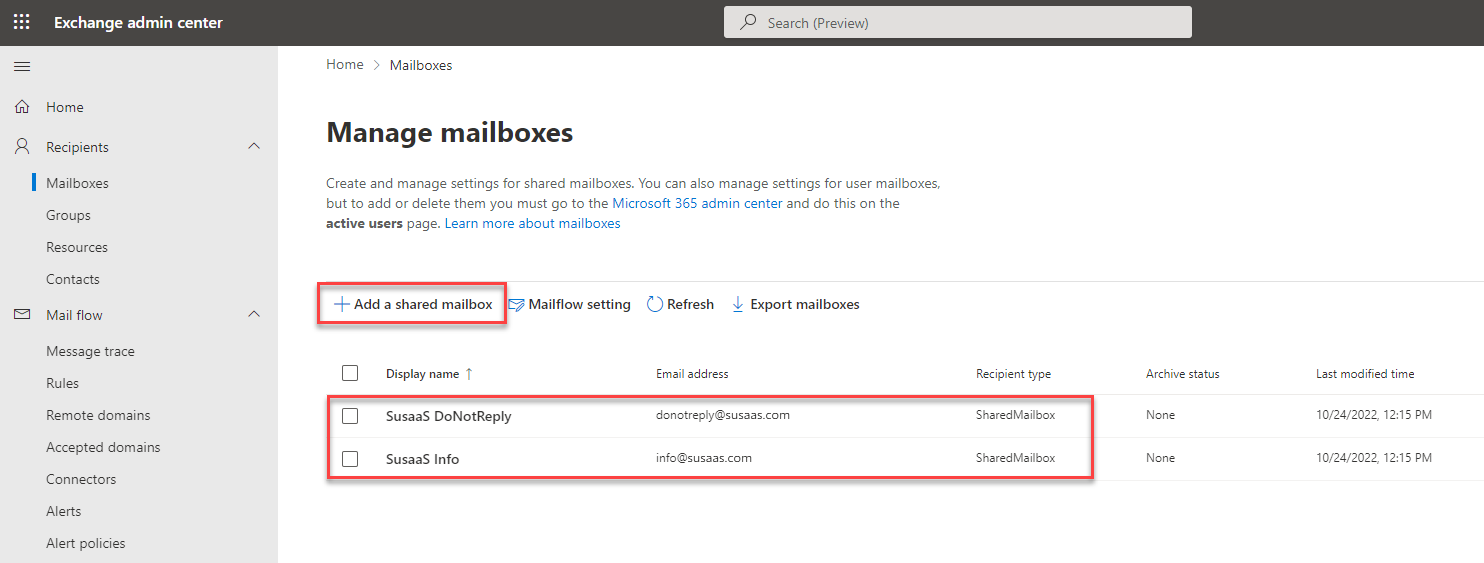 Exchange admin center
Search (Preview)
Home
Recipients
Mailboxes
Groups
Resources
Contacts
Mail flow
Message trace
Rules
Remote domains
Accepted domains
Connectors
Alerts
Alert policies
Home > Mailboxes
Manage mailboxes
Create and manage settings for shared mailboxes. You can also manage settings for user mailboxes,
but to add or delete them you must go to the Microsoft 365 admin center and do this on the
active users page. Learn more about mailboxes
Add a shared mailbox Mailflow setting Refresh Export mailboxes
Display name ↑ Email address Recipient type Archive status Last modified time
SusaaS DoNotReply donotreply@susaas.com SharedMailbox None 10/24/2022, 12:15 PM
SusaaS Info info@susaas.com SharedMailbox None 10/24/2022, 12:15 PM